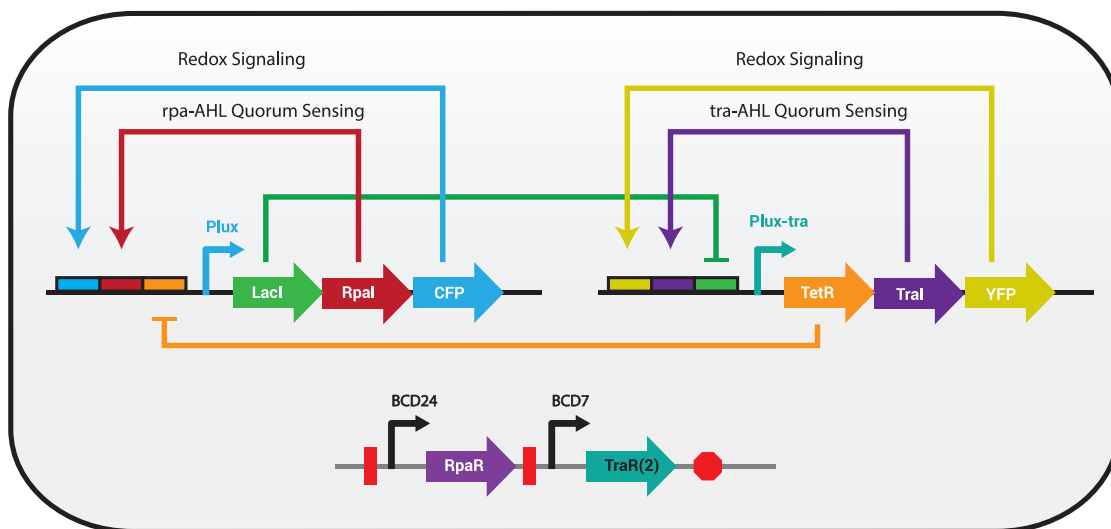 Redox Signaling
Redox Signaling
rpa-AHL Quorum Sensing
tra-AHL Quorum Sensing
Plux
Plux-tra
LacI
RpaI
CFP
TetR
TraI
YFP
BCD24
BCD7
RpaR
TraR(2)